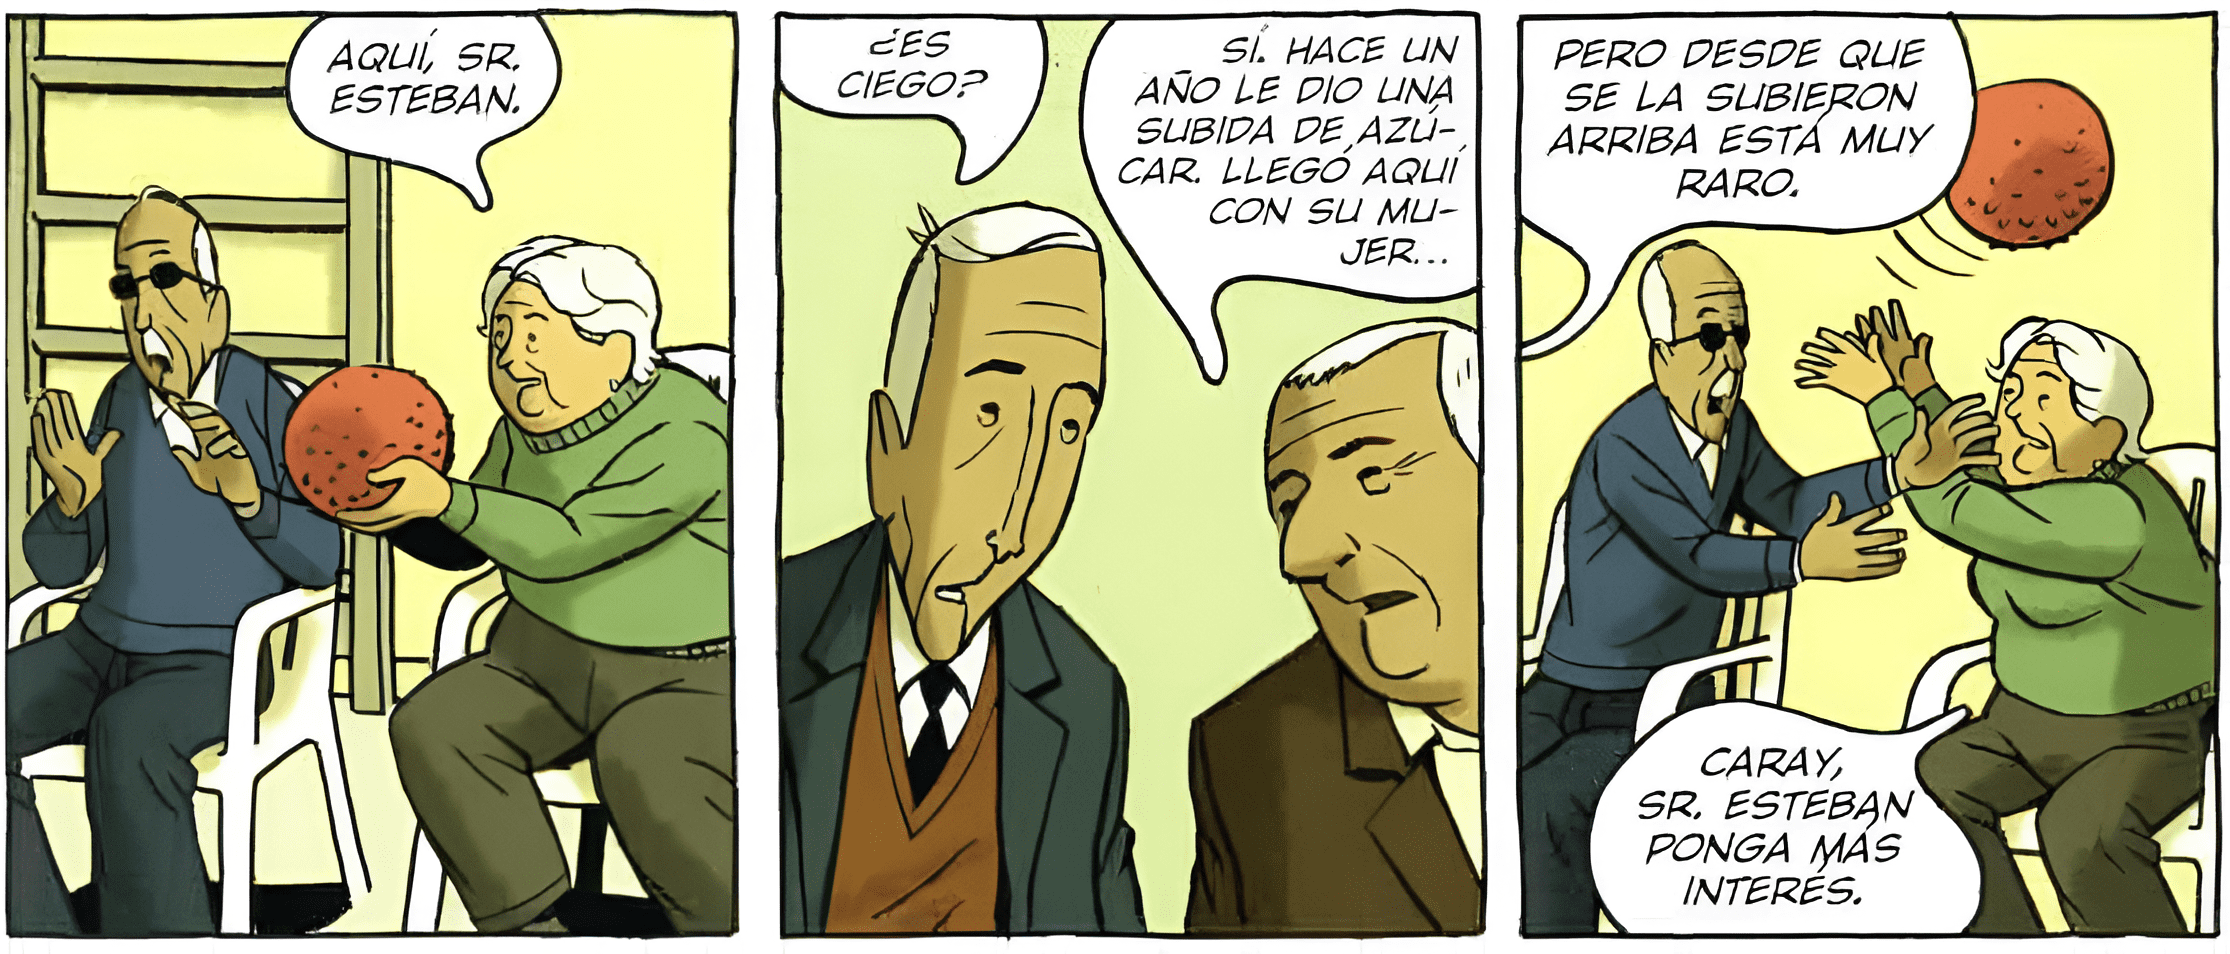 AQUÍ, SR.
ESTEBAN.
¿ES
CIEGO?
SÍ. HACE UN
AÑO LE DIO UNA
SUBIDA DE AZÚ-
CAR. LLEGÓ AQUÍ
CON SU MU-
JER...
PERO DESDE QUE
SE LA SUBIERON
ARRIBA ESTÁ MUY
RARO.
CARAY,
SR. ESTEBAN
PONGA MÁS
INTERÉS.